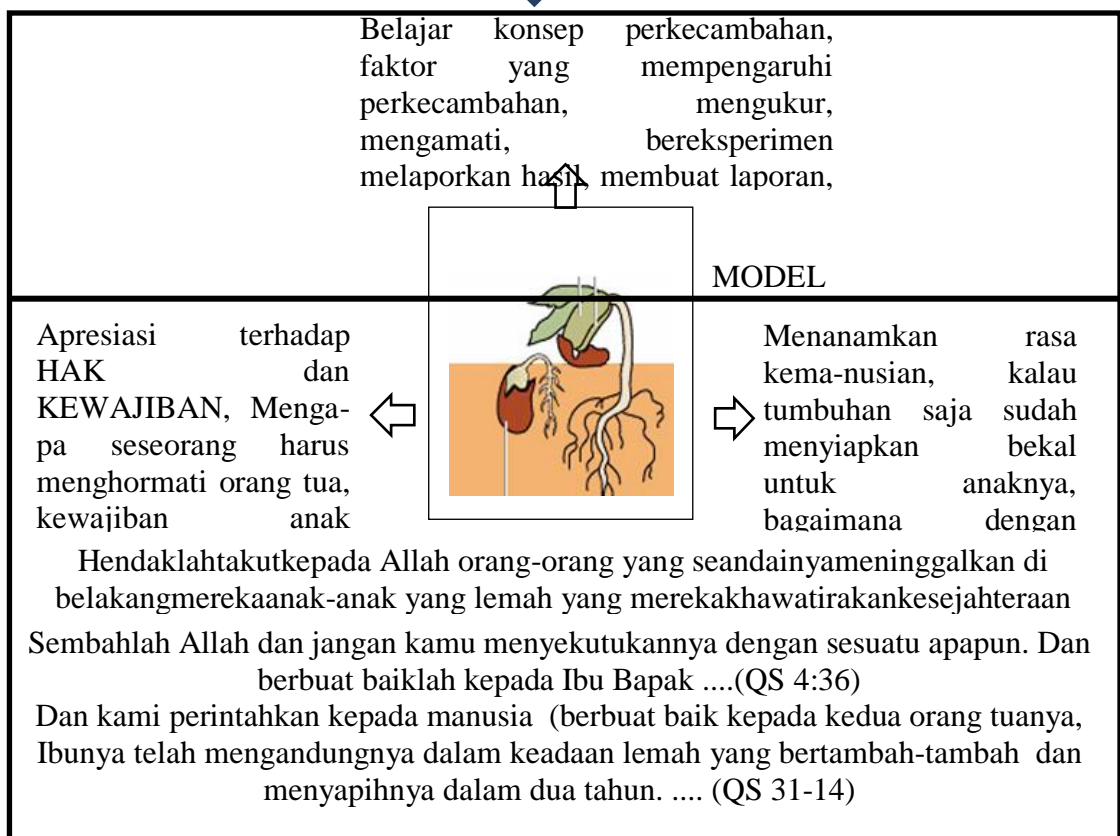 Belajar konsep perkecambahan,
faktor yang mempengaruhi
perkecambahan, mengukur,
mengamati, bereksperimen
melaporkan hasil, membuat laporan,
MODEL
Apresiasi terhadap
HAK dan
KEWAJIBAN, Menga-
pa seseorang harus
menghormati orang tua,
kewajiban anak
Menanamkan rasa
kema-nusian, kalau
tumbuhan saja sudah
menyiapkan bekal
untuk anaknya,
bagaimana dengan
Hendaklahtakutkepada Allah orang-orang yang seandainyameninggalkan di
belakangmerekaanak-anak yang lemah yang merekakhawatirakankesejahteraan
Sembahlah Allah dan jangan kamu menyekutukannya dengan sesuatu apapun. Dan
berbuat baiklah kepada Ibu Bapak ....(QS 4:36)
Dan kami perintahkan kepada manusia (berbuat baik kepada kedua orang tuanya,
Ibunya telah mengandungnya dalam keadaan lemah yang bertambah-tambah dan
menyapihnya dalam dua tahun. .... (QS 31-14)